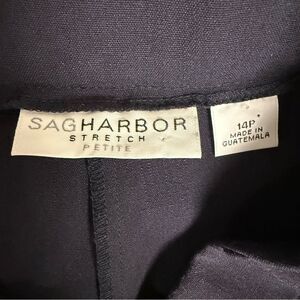 SAGHARBOR
STRETCH
PETITE
14P
MADE IN
GUATEMALA